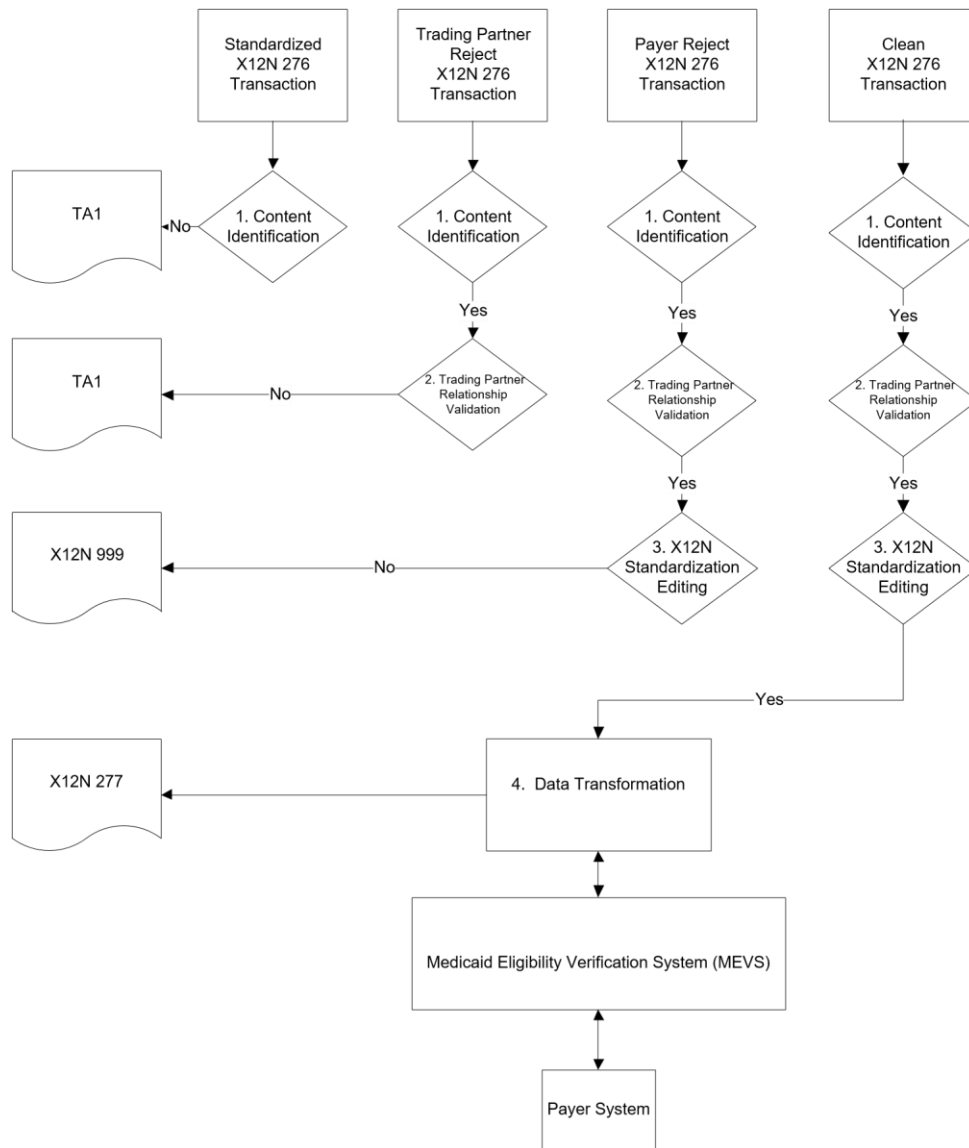 Standardized
X12N 276
Transaction
Trading Partner
Reject
X12N 276
Transaction
Payer Reject
X12N 276
Transaction
Clean
X12N 276
Transaction
TA1
No
1. Content
Identification
1. Content
Identification
1. Content
Identification
1. Content
Identification
Yes
Yes
Yes
TA1
No
2. Trading Partner
Relationship
Validation
2. Trading Partner
Relationship
Validation
2. Trading Partner
Relationship
Validation
Yes
Yes
X12N 999
No
3. X12N
Standardization
Editing
3. X12N
Standardization
Editing
Yes
X12N 277
4. Data Transformation
Medicaid Eligibility Verification System (MEVS)
Payer System